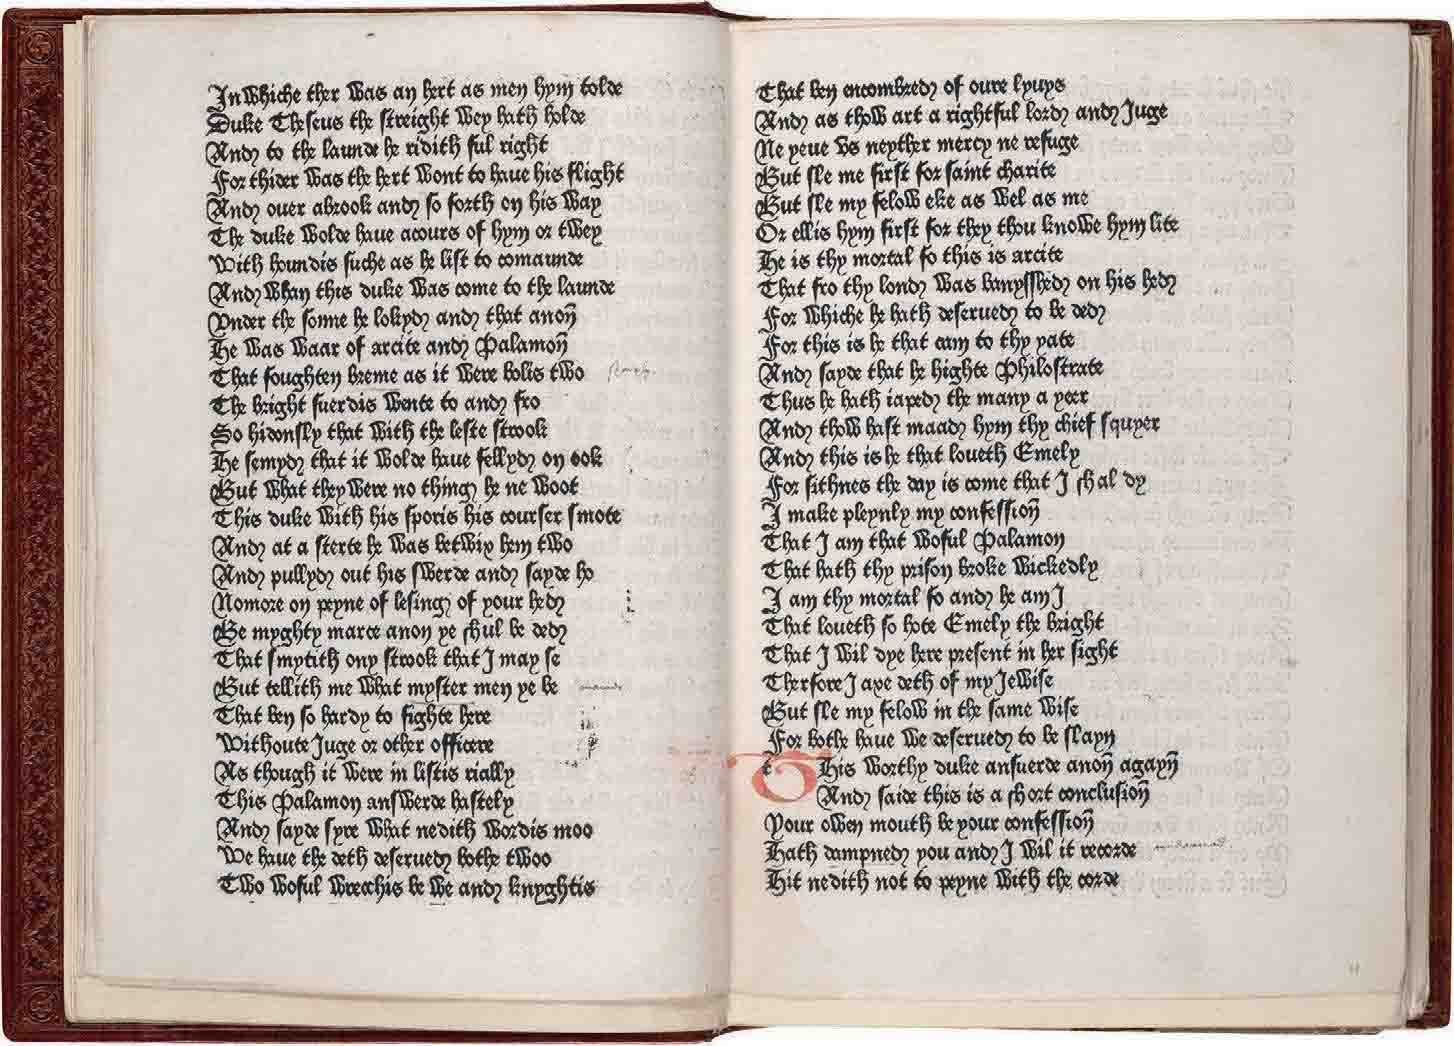 In whiche ther was an hert as men hym tolde
Duke Theseus the streight wey hath holde
And to the launde he ridith ful right
For thider was the hert wont to haue his flight
And ouer abrook and so forth on his way
The duke wolde haue acours of hym or twey
With houndis suche as he list to comaunde
And whan this duke was come to the launde
Vnder the sonne he lokyd and that anon̄
He was waar of arcite and Palamon̄
That foughten breme as it were bolis two
The bright suerdis wente to and fro
So hidously that with the leste strook
He semyd that it wolde haue fellyd on ook
But what they were no thing he ne woot
This duke with his sporis his courser smote
And at a sterte he was betwix hem two
And pullyd out his swerde and sayde ho
Nomore on peyne of lesing of your hed
Be myghty marce anon ye shul be ded
That smytith ony strook that I may se
But tellith me what myster men ye be
That ben so hardy to fighte here
Withoute Juge or other officere
As though it were in listis rially
This Palamon answerde hastely
And sayde syre what nedith wordis moo
We haue the deth deserued bothe twoo
Two woful wrecchis be we and knyghtis
That ben encombred of oure lyuys
And as thow art a rightful lord and Juge
Ne yeue vs neyther mercy ne refuge
But sle me first for saint charite
But sle my felow eke as wel as me
Or ellis hym first for they thou knowe hym lite
He is thy mortal fo this is arcite
That fro thy lond was banysshed on his hed
For whiche he hath deserued to be ded
For this is he that cam to thy yate
And sayde that he highte Philostrate
Thus he hath iaped the many a yeer
And thow hast maad hym thy chief squyer
And this is he that loueth Emely
For sithnes the day is come that I shal dy
I make pleynly my confession̄
That I am that woful Palamon
That hath thy prison broke wickedly
I am thy mortal fo and he am I
That loueth so hote Emely the bright
That I wil dye here present in her sight
Therfore I axe deth of my Jewise
But sle my felow in the same wise
For bothe haue we deserued to be slayn
t His worthy duke ansuerde anon̄ agayn̄
And saide this is a short conclusion̄
Your owen mouth be your confession̄
Hath dampned you and I wil it recorde
Hit nedith not to peyne with the corde